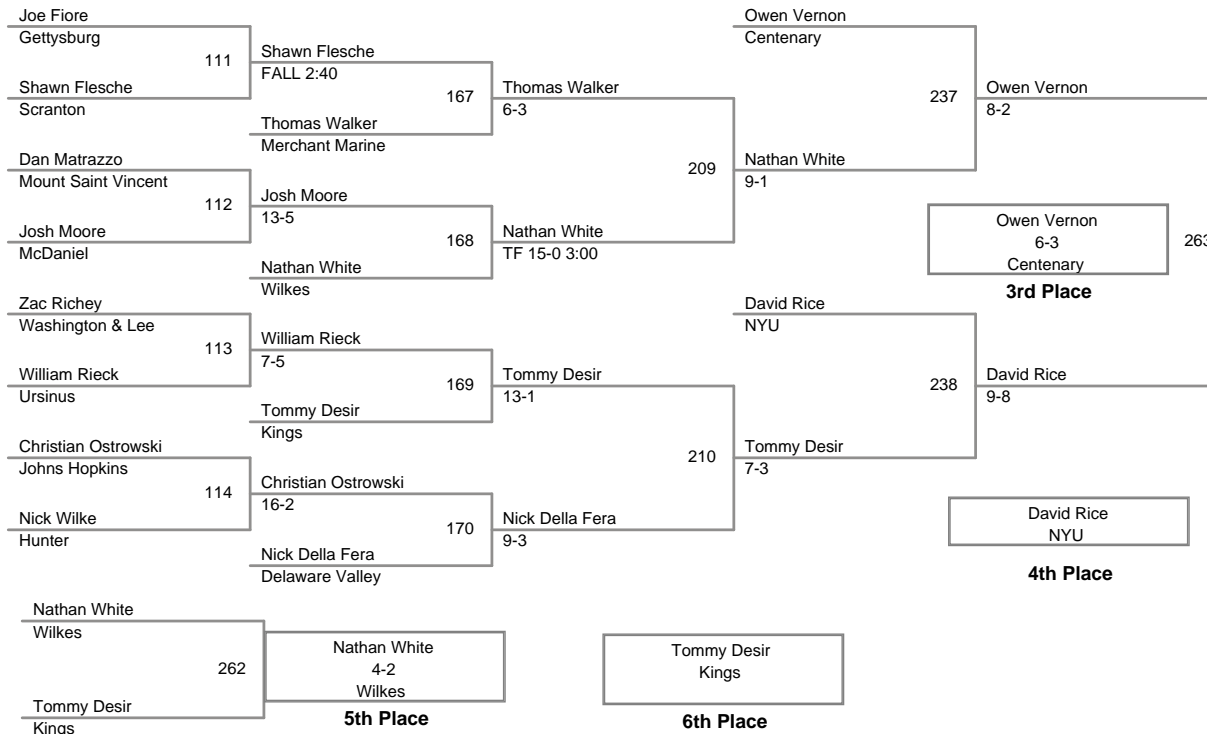 Joe Fiore
Gettysburg
111
Shawn Flesche
Scranton
Dan Matrazzo
Mount Saint Vincent
112
Josh Moore
McDaniel
Zac Richey
Washington & Lee
113
William Rieck
Ursinus
Christian Ostrowski
Johns Hopkins
114
Nick Wilke
Hunter
Shawn Flesche
FALL 2:40
167
Thomas Walker
Merchant Marine
Josh Moore
13-5
168
Nathan White
Wilkes
William Rieck
7-5
169
Tommy Desir
Kings
Christian Ostrowski
16-2
170
Nick Della Fera
Delaware Valley
Thomas Walker
6-3
209
Nathan White
TF 15-0 3:00
Tommy Desir
13-1
210
Nick Della Fera
9-3
Owen Vernon
Centenary
237
Nathan White
9-1
David Rice
NYU
238
Tommy Desir
7-3
Owen Vernon
8-2
Owen Vernon
6-3
Centenary
263
3rd Place
David Rice
9-8
David Rice
NYU
4th Place
Nathan White
Wilkes
262
Tommy Desir
Kings
Nathan White
4-2
Wilkes
5th Place
Tommy Desir
Kings
6th Place